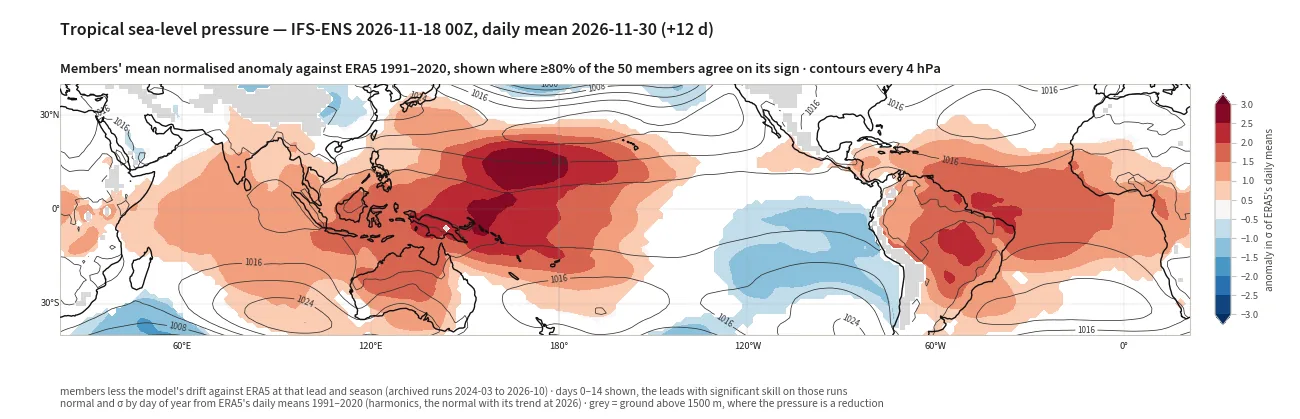 Tropical sea-level pressure — IFS-ENS 2026-11-18 00Z, daily mean 2026-11-30 (+12 d)
Members' mean normalised anomaly against ERA5 1991–2020, shown where ≥80% of the 50 members agree on its sign · contours every 4 hPa
1016
1008
1016
1016
1016
1016
30°N
1016
1016
0°
1016
1016
1024
30°S
1008
1016
1024
1016
60°E
120°E
180°
120°W
60°W
0°
3.0
2.5
2.0
1.5
1.0
0.5
−0.5
−1.0
−1.5
−2.0
−2.5
−3.0
anomaly in σ of ERA5's daily means
members less the model's drift against ERA5 at that lead and season (archived runs 2024-03 to 2026-10) · days 0–14 shown, the leads with significant skill on those runs
normal and σ by day of year from ERA5's daily means 1991–2020 (harmonics, the normal with its trend at 2026) · grey = ground above 1500 m, where the pressure is a reduction